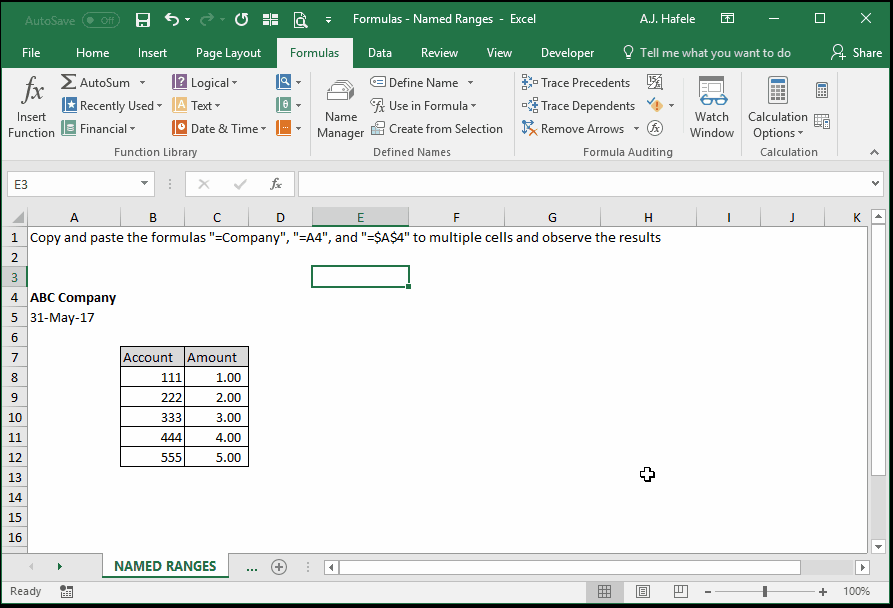 AutoSave Off Formulas - Named Ranges - Excel A.J. Hafele
File Home Insert Page Layout Formulas Data Review View Developer Tell me what you want to do Share
fx Insert Function
AutoSum
Recently Used
Financial
Logical
Text
Date & Time
Function Library
Name Manager
Define Name
Use in Formula
Create from Selection
Defined Names
Trace Precedents
Trace Dependents
Remove Arrows
Formula Auditing
Watch Window
Calculation Options
Calculation
E3 fx
A B C D E F G H I J K
1 Copy and paste the formulas "=Company", "=A4", and "=$A$4" to multiple cells and observe the results
2
3
4 ABC Company
5 31-May-17
6
7 Account Amount
8 111 1.00
9 222 2.00
10 333 3.00
11 444 4.00
12 555 5.00
13
14
15
16
NAMED RANGES ...
Ready 100%